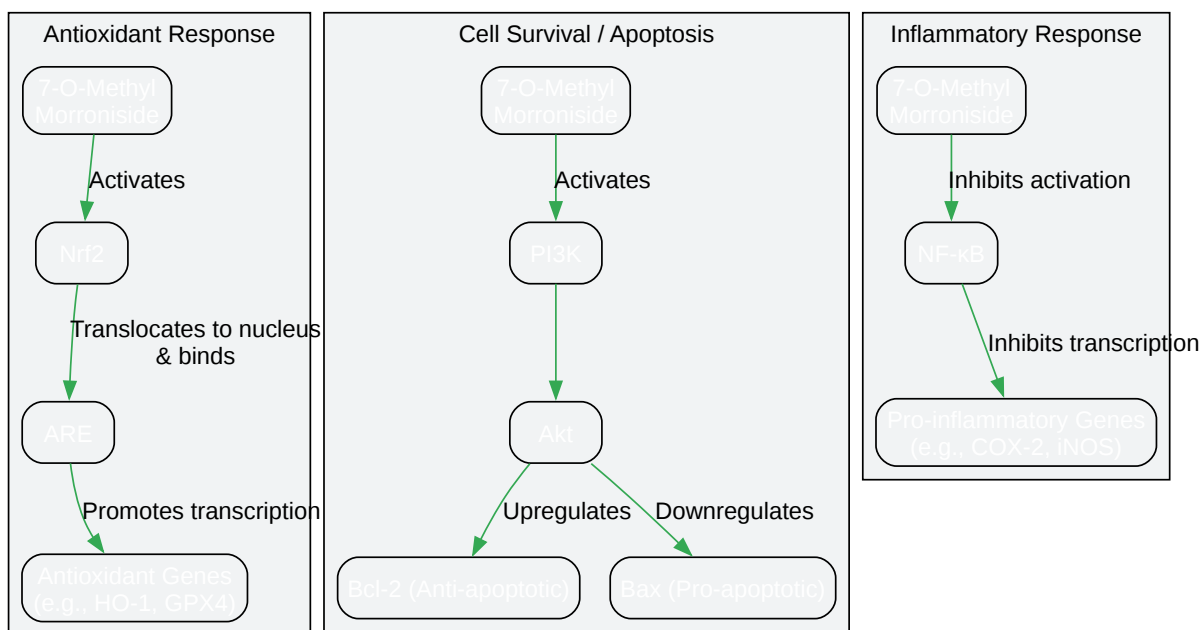 Antioxidant Response
7-O-Methyl
Morroniside
Activates
Nrf2
Translocates to nucleus
& binds
ARE
Promotes transcription
Antioxidant Genes
(e.g., HO-1, GPX4)
Cell Survival / Apoptosis
7-O-Methyl
Morroniside
Activates
PI3K
Akt
Upregulates
Downregulates
Bcl-2 (Anti-apoptotic)
Bax (Pro-apoptotic)
Inflammatory Response
7-O-Methyl
Morroniside
Inhibits activation
NF-κB
Inhibits transcription
Pro-inflammatory Genes
(e.g., COX-2, iNOS)